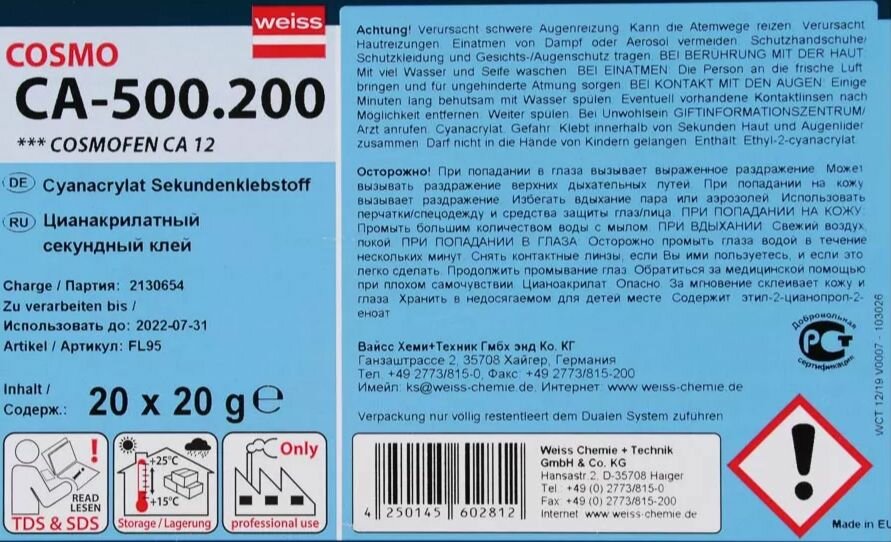 weiss
COSMO
CA-500.200
*** COSMOFEN CA 12
DE Cyanacrylat Sekundenklebstoff
RU Цианакрилатный
секундный клей
Charge / Партия: 2130654
Zu verarbeiten bis /
Использовать до: 2022-07-31
Artikel / Артикул: FL95
Inhalt /
Содерж.: 20 x 20 g ℮
READ
LESEN
TDS & SDS
+25°C
+15°C
Storage / Lagerung
Only
professional use
Achtung! Verursacht schwere Augenreizung. Kann die Atemwege reizen. Verursacht
Hautreizungen. Einatmen von Dampf oder Aerosol vermeiden. Schutzhandschuhe/
Schutzkleidung und Gesichts-/Augenschutz tragen. BEI BERÜHRUNG MIT DER HAUT:
Mit viel Wasser und Seife waschen. BEI EINATMEN: Die Person an die frische Luft
bringen und für ungehinderte Atmung sorgen. BEI KONTAKT MIT DEN AUGEN: Einige
Minuten lang behutsam mit Wasser spülen. Eventuell vorhandene Kontaktlinsen nach
Möglichkeit entfernen. Weiter spülen. Bei Unwohlsein GIFTINFORMATIONSZENTRUM/
Arzt anrufen. Cyanacrylat. Gefahr. Klebt innerhalb von Sekunden Haut und Augenlider
zusammen. Darf nicht in die Hände von Kindern gelangen. Enthält: Ethyl-2-cyanacrylat.
Осторожно! При попадании в глаза вызывает выраженное раздражение. Может
вызывать раздражение верхних дыхательных путей. При попадании на кожу
вызывает раздражение. Избегать вдыхание пара или аэрозолей. Использовать
перчатки/спецодежду и средства защиты глаз/лица. ПРИ ПОПАДАНИИ НА КОЖУ:
Промыть большим количеством воды с мылом. ПРИ ВДЫХАНИИ: Свежий воздух,
покой. ПРИ ПОПАДАНИИ В ГЛАЗА: Осторожно промыть глаза водой в течение
нескольких минут. Снять контактные линзы, если Вы ими пользуетесь, и если это
легко сделать. Продолжить промывание глаз. Обратиться за медицинской помощью
при плохом самочувствии. Цианоакрилат. Опасно. За мгновение склеивает кожу и
глаза. Хранить в недосягаемом для детей месте. Содержит: этил-2-цианопроп-2-
еноат
Вайсс Хеми+Техник Гмбх энд Ко. КГ
Ганзаштрассе 2, 35708 Хайгер, Германия
Тел. +49 2773/815-0, Факс: +49 2773/815-200
Имейл: ks@weiss-chemie.de, Интернет: www.weiss-chemie.de
Verpackung nur völlig restentleert dem Dualen System zuführen
Добровольная
РСТ
сертификация
WCT 12/19 V0007 - 103026
4 250145 602812
Weiss Chemie + Technik
GmbH & Co. KG
Hansastr.2, D-35708 Haiger
Tel.: +49 (0) 2773/815-0
Fax: +49 (0) 2773/815-200
Internet: www.weiss-chemie.de
Made in EU